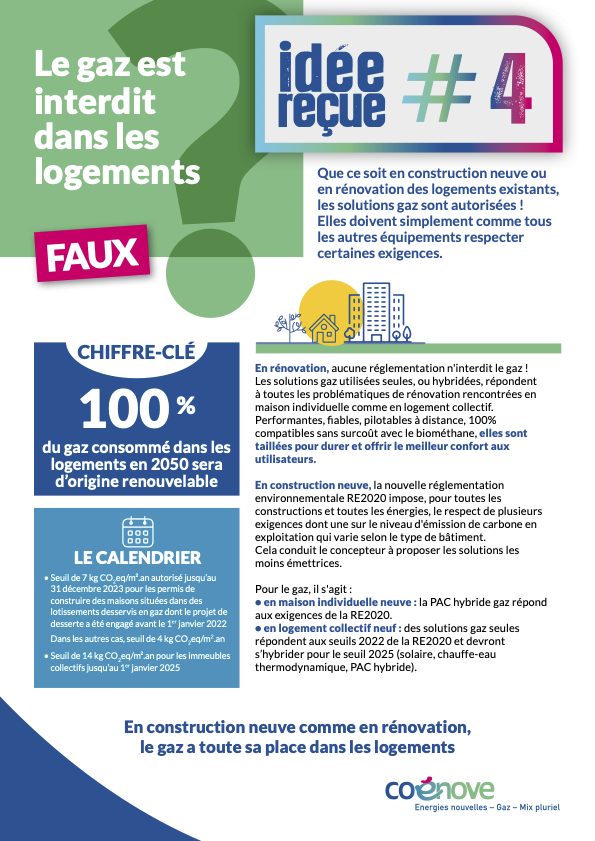 Le gaz est
interdit
dans les
logements
FAUX
idée
reçue
#4
Que ce soit en construction neuve ou
en rénovation des logements existants,
les solutions gaz sont autorisées !
Elles doivent simplement comme tous
les autres équipements respecter
certaines exigences.
CHIFFRE-CLÉ
100 %
du gaz consommé dans les
logements en 2050 sera
d'origine renouvelable
LE CALENDRIER
• Seuil de 7 kg CO2eq/m².an autorisé jusqu'au
31 décembre 2023 pour les permis de
construire des maisons situées dans des
lotissements desservis en gaz dont le projet de
desserte a été engagé avant le 1er janvier 2022
Dans les autres cas, seuil de 4 kg CO2eq/m².an
• Seuil de 14 kg CO2eq/m².an pour les immeubles
collectifs jusqu'au 1er janvier 2025
En rénovation, aucune réglementation n'interdit le gaz !
Les solutions gaz utilisées seules, ou hybridées, répondent
à toutes les problématiques de rénovation rencontrées en
maison individuelle comme en logement collectif.
Performantes, fiables, pilotables à distance, 100%
compatibles sans surcoût avec le biométhane, elles sont
taillées pour durer et offrir le meilleur confort aux
utilisateurs.
En construction neuve, la nouvelle réglementation
environnementale RE2020 impose, pour toutes les
constructions et toutes les énergies, le respect de plusieurs
exigences dont une sur le niveau d'émission de carbone en
exploitation qui varie selon le type de bâtiment.
Cela conduit le concepteur à proposer les solutions les
moins émettrices.
Pour le gaz, il s'agit :
● en maison individuelle neuve : la PAC hybride gaz répond
aux exigences de la RE2020.
● en logement collectif neuf : des solutions gaz seules
répondent aux seuils 2022 de la RE2020 et devront
s'hybrider pour le seuil 2025 (solaire, chauffe-eau
thermodynamique, PAC hybride).
En construction neuve comme en rénovation,
le gaz a toute sa place dans les logements
coénove
Energies nouvelles – Gaz – Mix pluriel